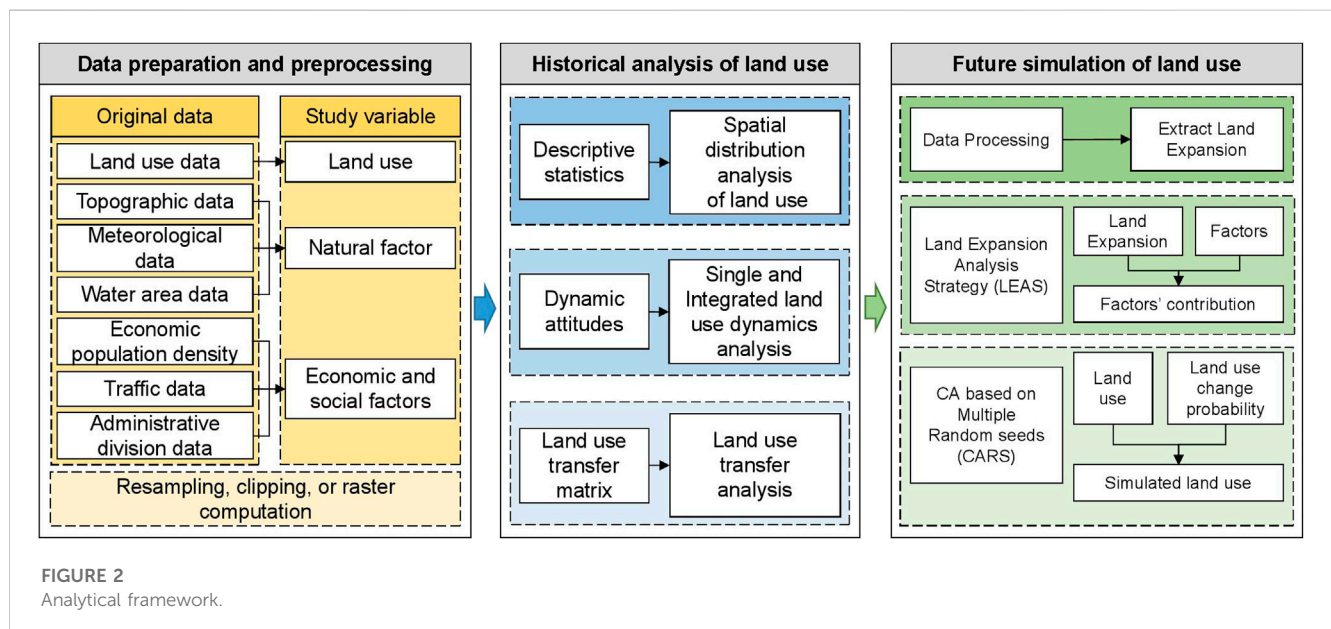 Data preparation and preprocessing
Original data
Study variable
Land use data
Land use
Topographic data
Meteorological data
Natural factor
Water area data
Economic
population density
Traffic data
Economic and
social factors
Administrative
division data
Resampling, clipping, or raster
computation
Historical analysis of land use
Descriptive
statistics
Spatial
distribution
analysis
of land use
Dynamic
attitudes
Single and
Integrated land
use dynamics
analysis
Land use
transfer
matrix
Land use
transfer
analysis
Future simulation of land use
Data Processing
Extract Land
Expansion
Land Expansion
Analysis
Strategy (LEAS)
Land
Expansion
Factors
Factors' contribution
CA based on
Multiple
Random seeds
(CARS)
Land
use
Land use
change
probability
Simulated land use
FIGURE 2
Analytical framework.